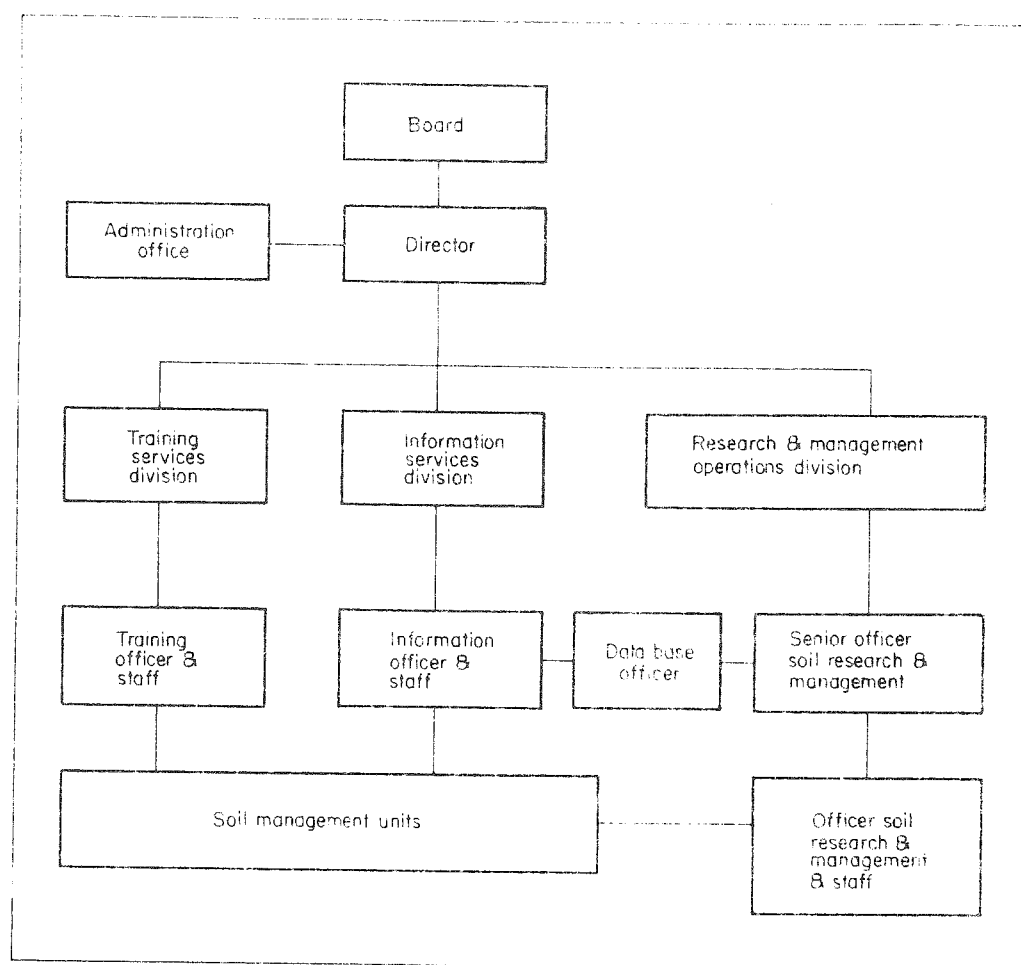 Board
Administration
office
Director
Training
services
division
Information
services
division
Research & management
operations division
Training
officer &
staff
Information
officer &
staff
Data base
officer
Senior officer
soil research &
management
Soil management units
Officer soil
research &
management
& staff